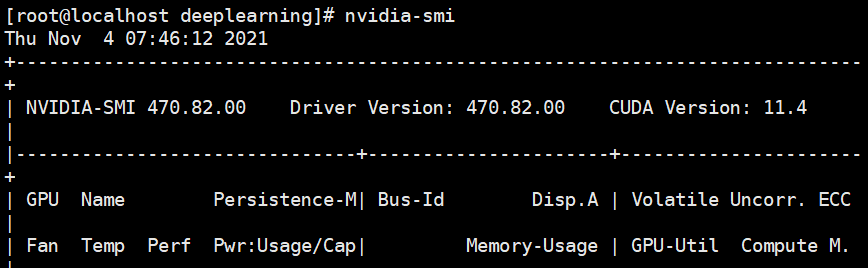 [root@localhost deeplearning]# nvidia-smi
Thu Nov  4 07:46:12 2021
+-----------------------------------------------------------------------------
+
| NVIDIA-SMI 470.82.00    Driver Version: 470.82.00    CUDA Version: 11.4
|
|-------------------------------+----------------------+----------------------
+
| GPU  Name        Persistence-M| Bus-Id        Disp.A | Volatile Uncorr. ECC
|
| Fan  Temp  Perf  Pwr:Usage/Cap|         Memory-Usage | GPU-Util  Compute M.
|